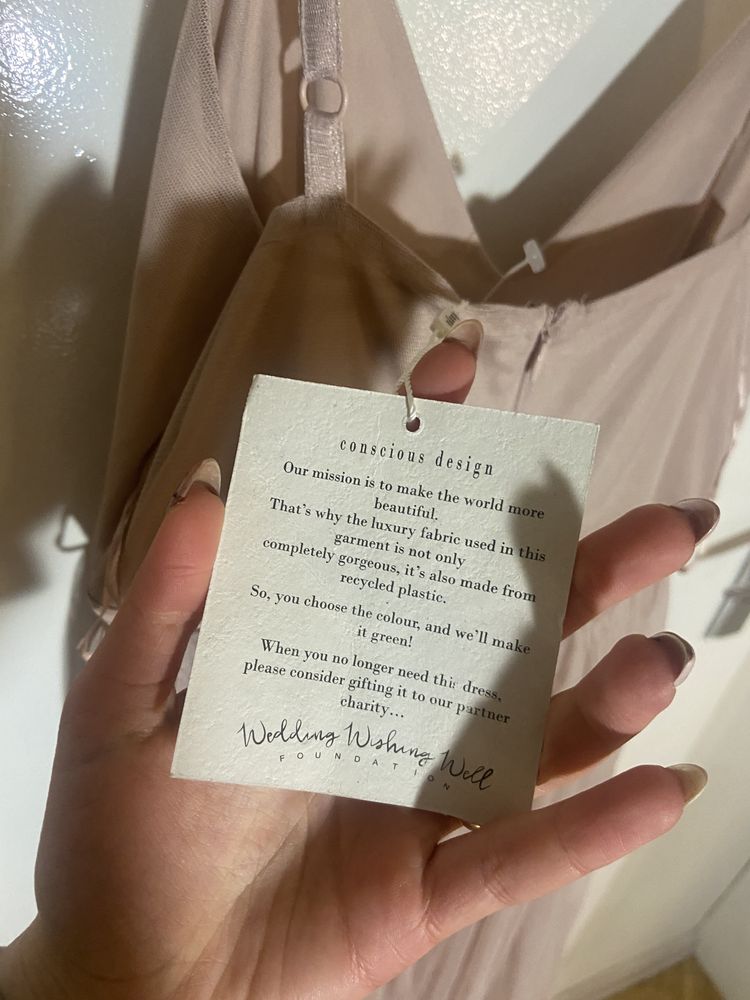 conscious design
Our mission is to make the world more
beautiful.
That's why the luxury fabric used in this
garment is not only
completely gorgeous, it's also made from
recycled plastic.
So, you choose the colour, and we'll make
it green!
When you no longer need this dress,
please consider gifting it to our partner
charity...
Wedding Wishing Well
FOUNDATION